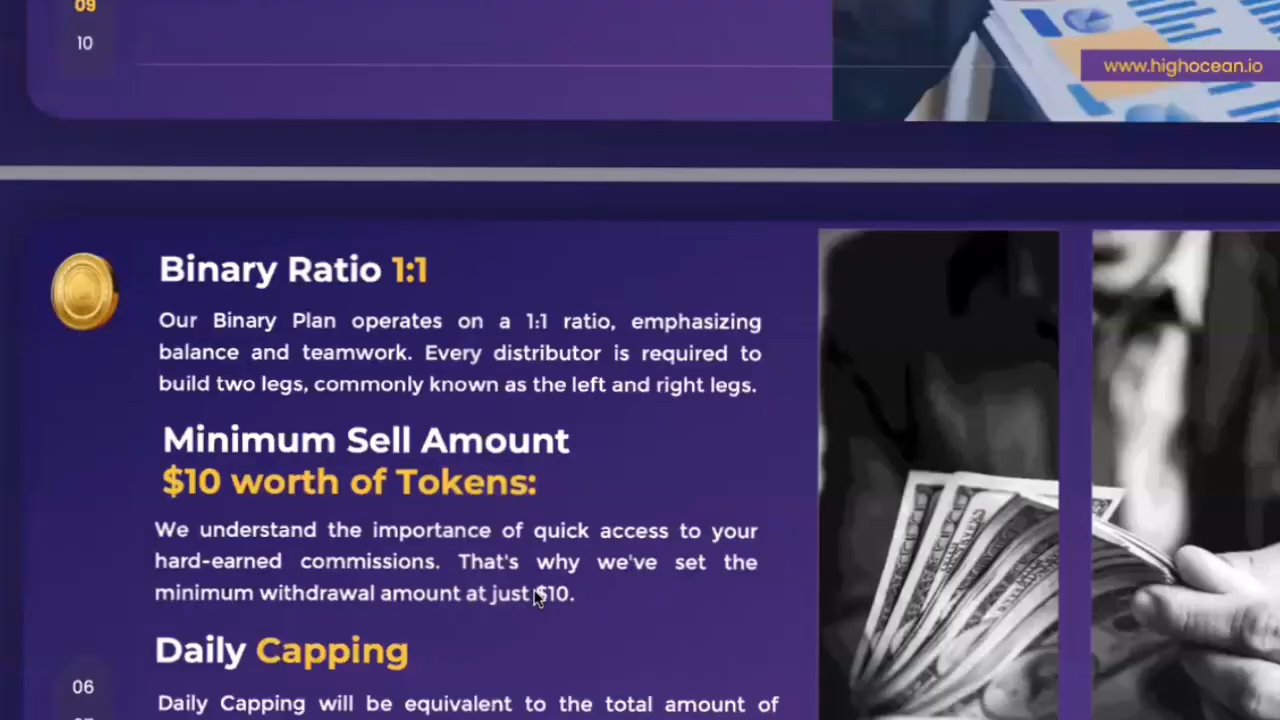 09
10
www.highocean.io
Binary Ratio 1:1
Our Binary Plan operates on a 1:1 ratio, emphasizing
balance and teamwork. Every distributor is required to
build two legs, commonly known as the left and right legs.
Minimum Sell Amount
$10 worth of Tokens:
We understand the importance of quick access to your
hard-earned commissions. That's why we've set the
minimum withdrawal amount at just $10.
Daily Capping
06
Daily Capping will be equivalent to the total amount of